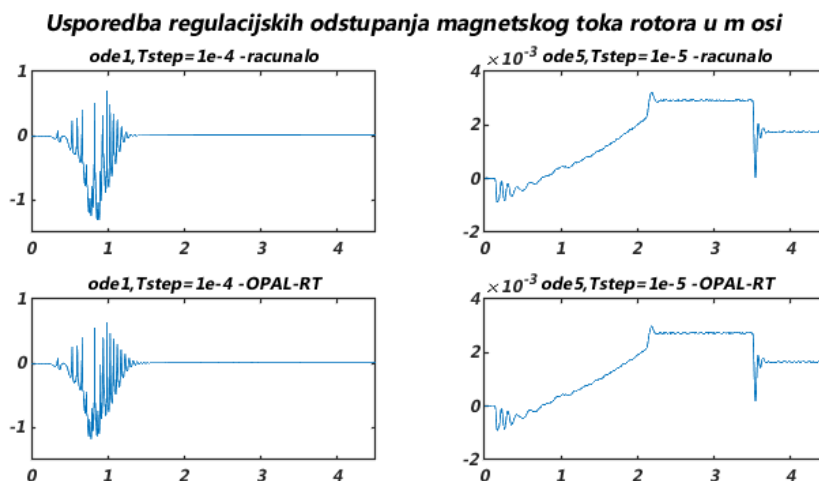 Usporedba regulacijskih odstupanja magnetskog toka rotora u m osi
ode1,Tstep=1e-4 -racunalo
1
0
-1
0 1 2 3 4
×10⁻³ ode5,Tstep=1e-5 -racunalo
4
2
0
-2
0 1 2 3 4
ode1,Tstep=1e-4 -OPAL-RT
1
0
-1
0 1 2 3 4
×10⁻³ ode5,Tstep=1e-5 -OPAL-RT
4
2
0
-2
0 1 2 3 4